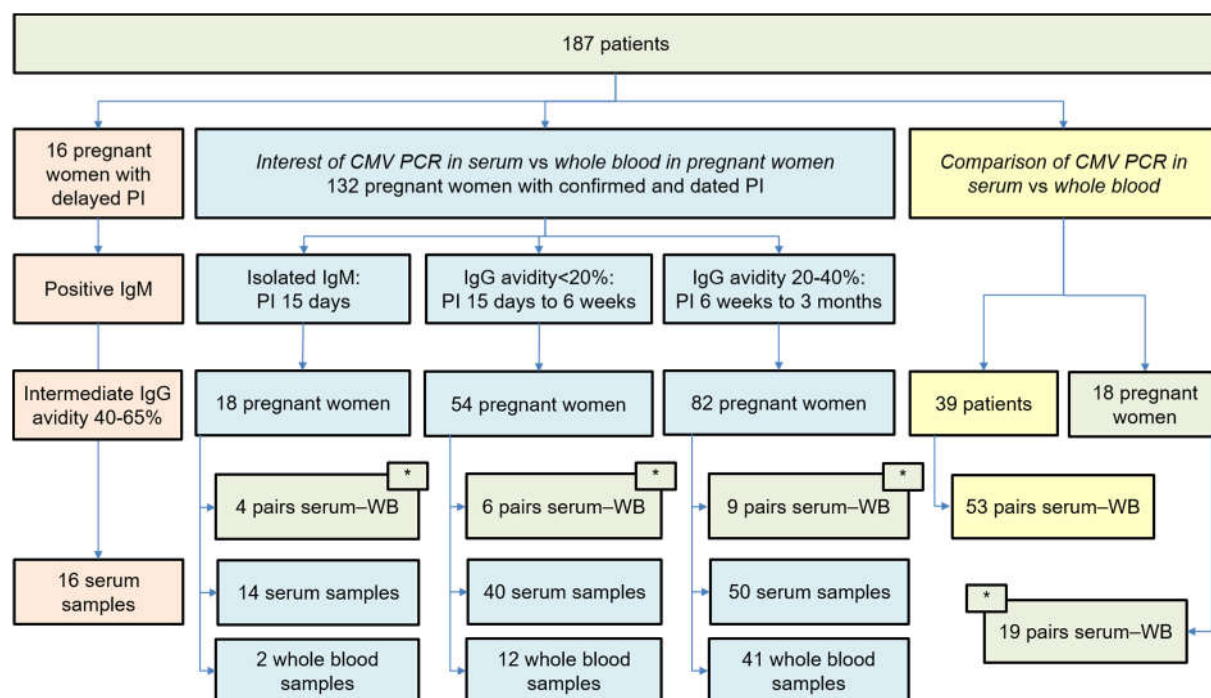 187 patients
16 pregnant
women with
delayed PI
Interest of CMV PCR in serum vs whole blood in pregnant women
132 pregnant women with confirmed and dated PI
Comparison of CMV PCR in
serum vs whole blood
Positive IgM
Isolated IgM:
PI 15 days
IgG avidity<20%:
PI 15 days to 6 weeks
IgG avidity 20-40%:
PI 6 weeks to 3 months
Intermediate IgG
avidity 40-65%
18 pregnant women
54 pregnant women
82 pregnant women
39 patients
18 pregnant
women
*
4 pairs serum–WB
*
6 pairs serum–WB
*
9 pairs serum–WB
53 pairs serum–WB
16 serum
samples
14 serum samples
40 serum samples
50 serum samples
*
19 pairs serum–WB
2 whole blood
samples
12 whole blood
samples
41 whole blood
samples